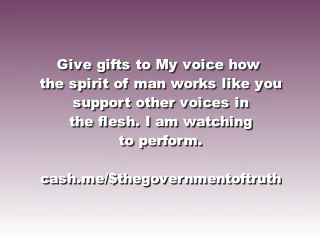 Give gifts to My voice how
the spirit of man works like you
support other voices in
the flesh. I am watching
to perform.
cash.me/$thegovernmentoftruth